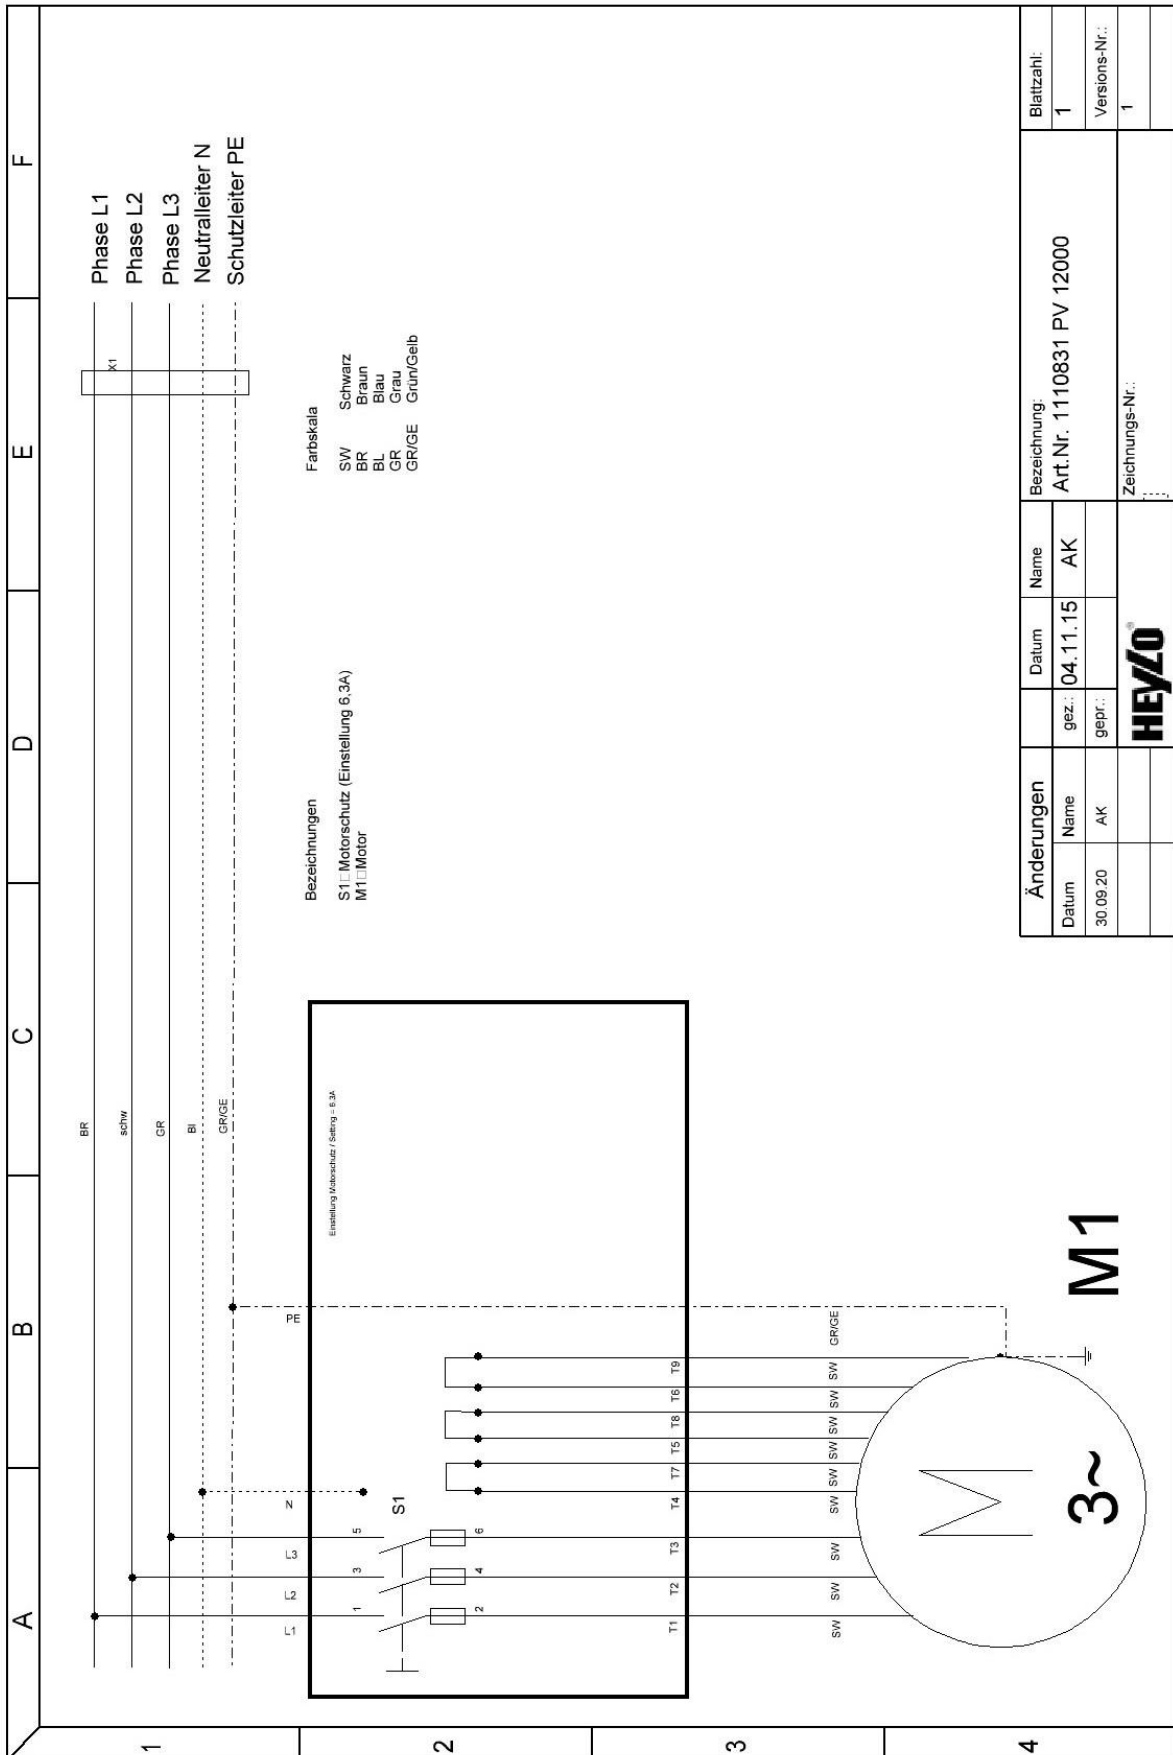 A B C D E F
1
2
3
4
Phase L1
Phase L2
Phase L3
Neutralleiter N
Schutzleiter PE
X1
BR
schw
GR
Bl
GR/GE
Farbskala
SW Schwarz
BR Braun
BL Blau
GR Grau
GR/GE Grün/Gelb
Bezeichnungen
S1□Motorschutz (Einstellung 6,3A)
M1□Motor
Einstellung Motorschutz / Setting = 6.3A
L1 L2 L3 N PE
1 3 5
S1
2 4 6
T1 T2 T3 T4 T7 T5 T8 T6 T9
SW SW SW SW SW SW SW SW SW GR/GE
M
3~
M1
Änderungen
Datum Name
30.09.20 AK
Datum Name
gez.: 04.11.15 AK
gepr.:
HEYLO®
Bezeichnung:
Art.Nr. 1110831 PV 12000
Zeichnungs-Nr.:
Blattzahl:
1
Versions-Nr.:
1